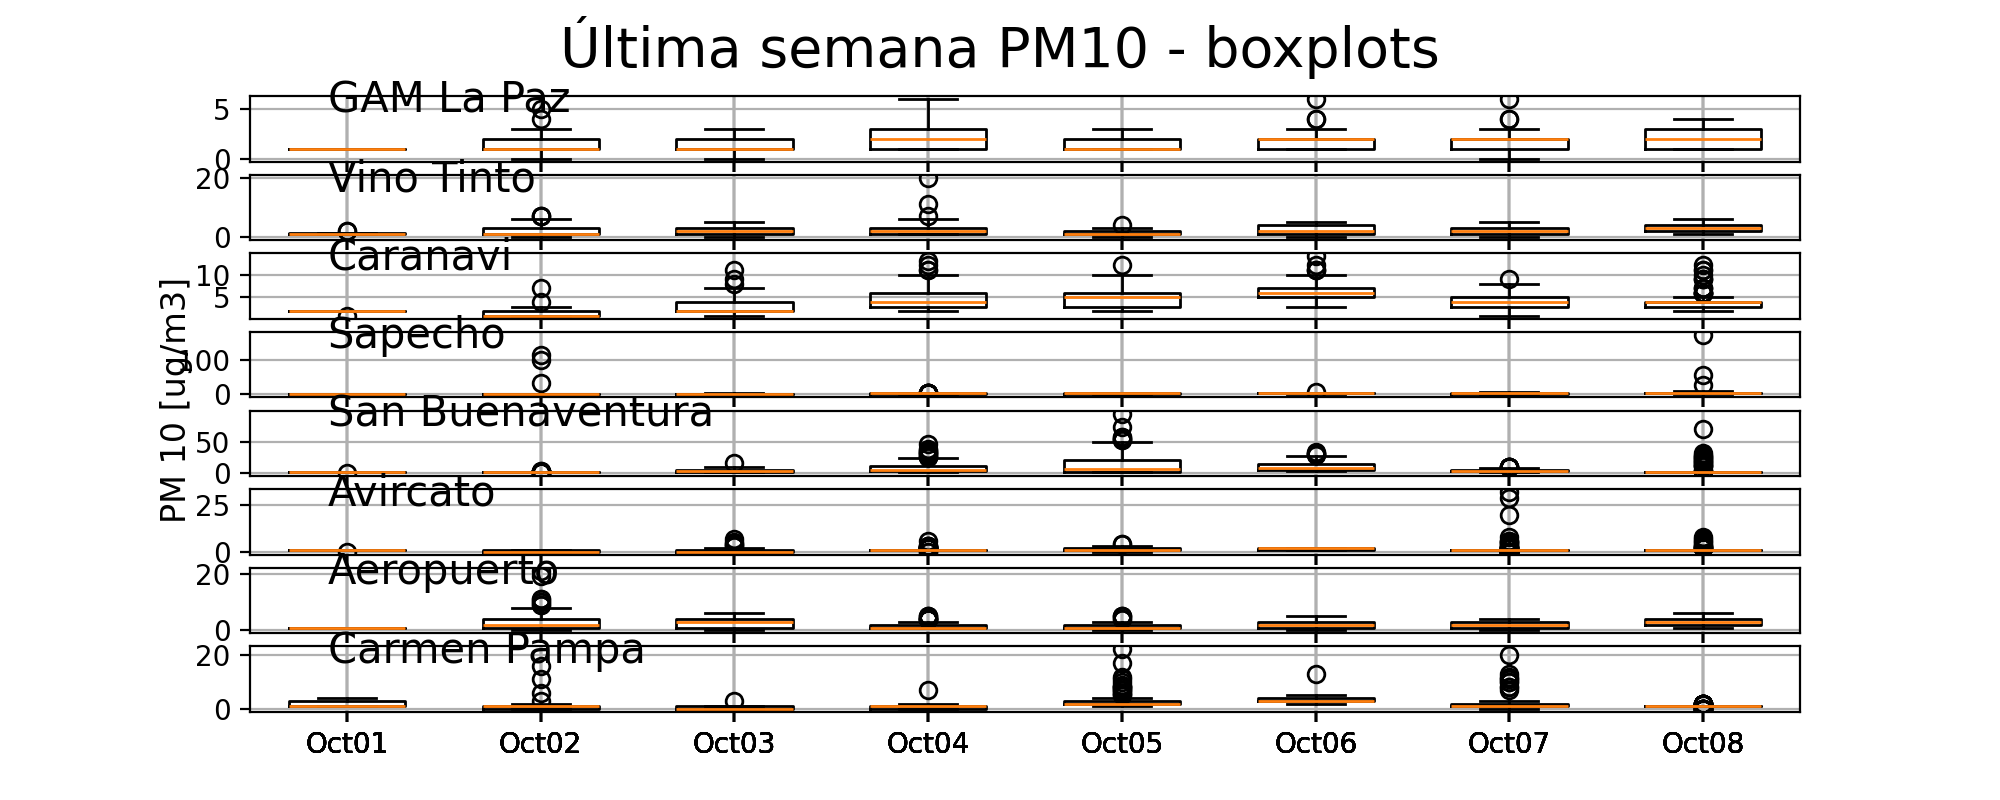 Última semana PM10 - boxplots
GAM La Paz
5
0
Vino Tinto
20
0
Caranavi
10
5
Sapecho
100
0
San Buenaventura
50
0
Avircato
25
0
Aeropuerto
20
0
Carmen Pampa
20
0
PM 10 [ug/m3]
Oct01 Oct02 Oct03 Oct04 Oct05 Oct06 Oct07 Oct08